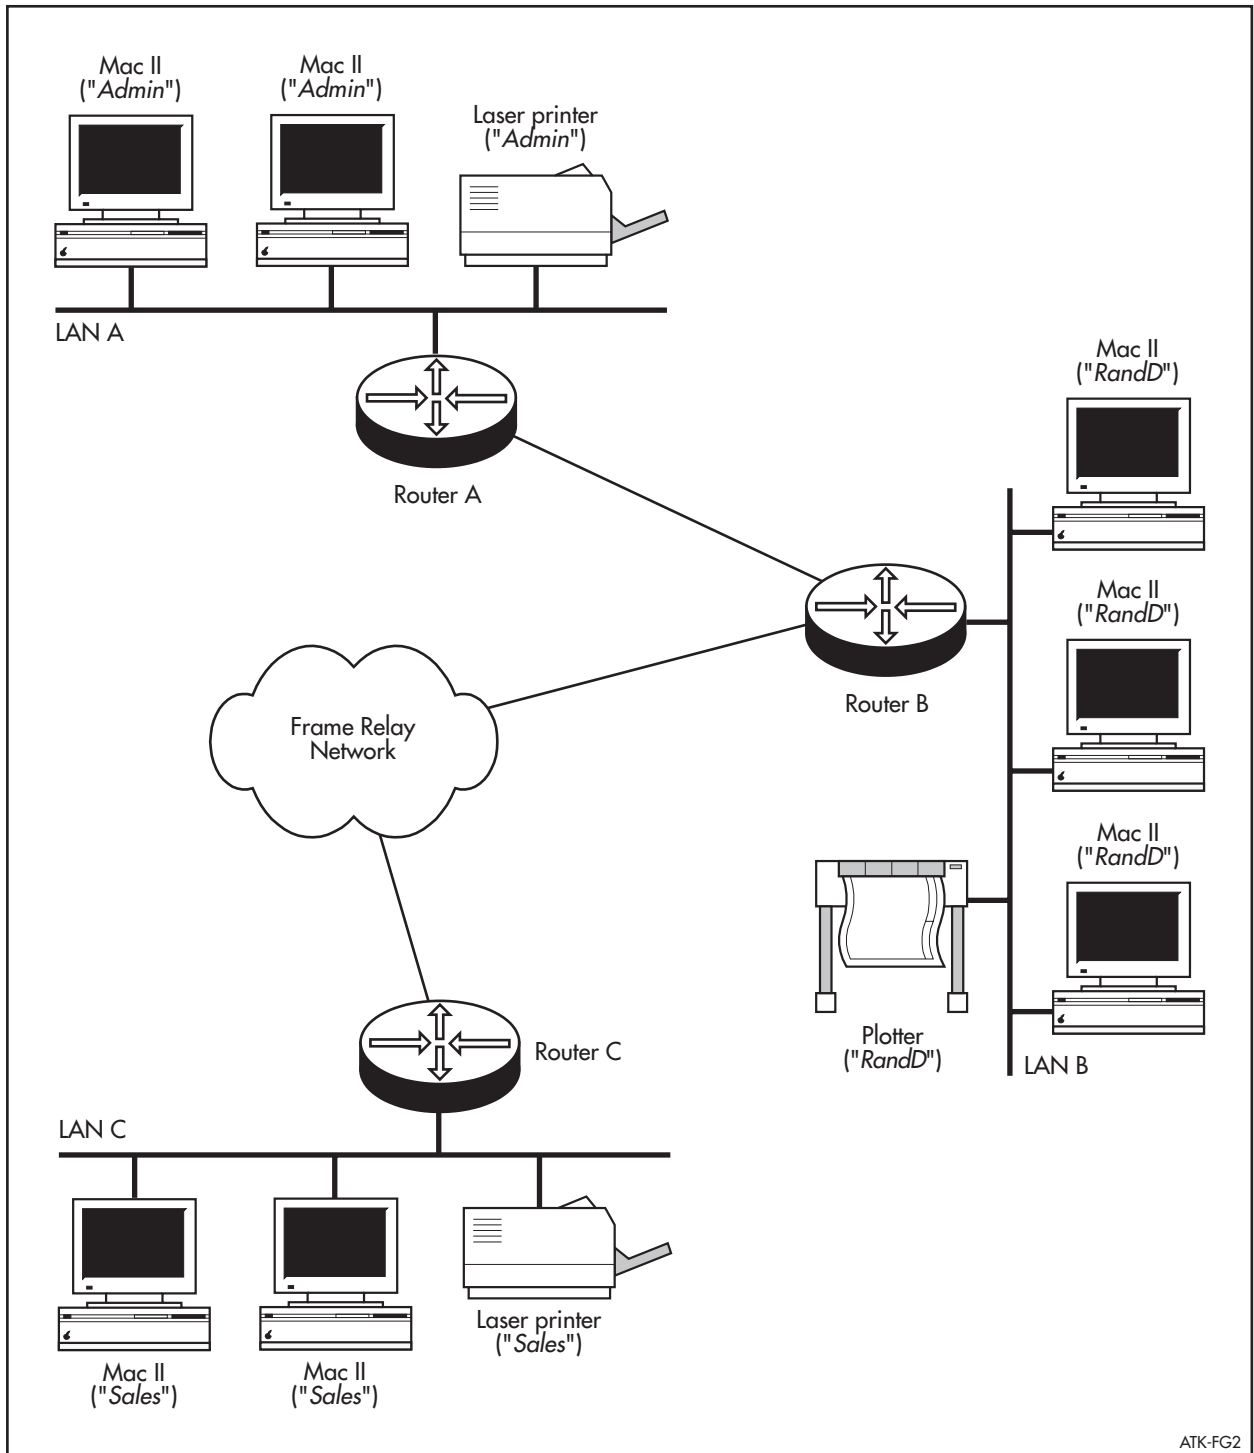 Mac II
("Admin")
Mac II
("Admin")
Laser printer
("Admin")
LAN A
Router A
Mac II
("RandD")
Mac II
("RandD")
Router B
Frame Relay
Network
Mac II
("RandD")
Plotter
("RandD")
LAN B
Router C
LAN C
Mac II
("Sales")
Mac II
("Sales")
Laser printer
("Sales")
ATK-FG2